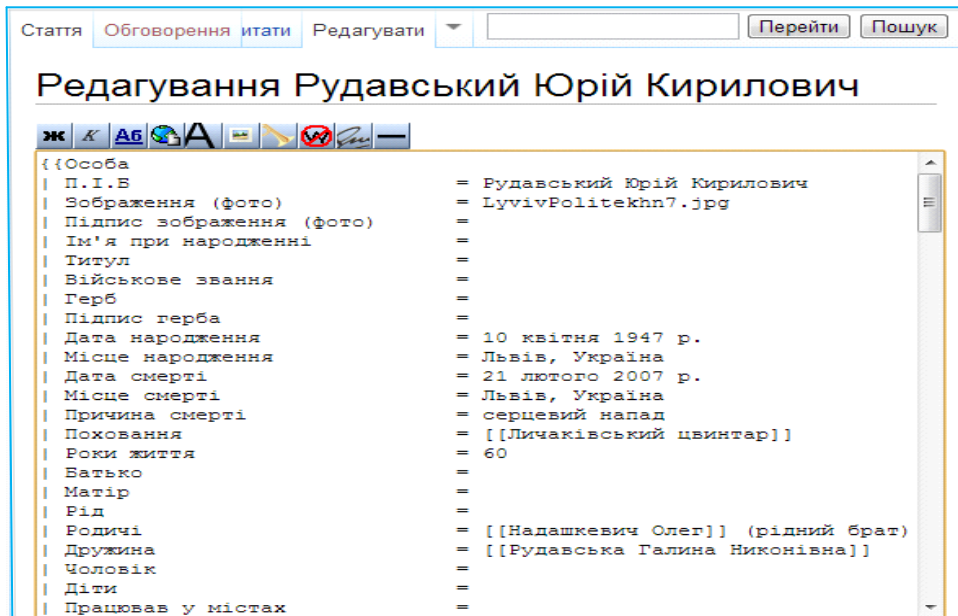 Стаття Обговорення итати Редагувати Перейти Пошук
Редагування Рудавський Юрій Кирилович
Ж К Аб A
{{Особа
| П.І.Б = Рудавський Юрій Кирилович
| Зображення (фото) = LyvivPolitekhn7.jpg
| Підпис зображення (фото) =
| Ім'я при народженні =
| Титул =
| Військове звання =
| Герб =
| Підпис герба =
| Дата народження = 10 квітня 1947 р.
| Місце народження = Львів, Україна
| Дата смерті = 21 лютого 2007 р.
| Місце смерті = Львів, Україна
| Причина смерті = серцевий напад
| Поховання = [[Личаківський цвинтар]]
| Роки життя = 60
| Батько =
| Матір =
| Рід =
| Родичі = [[Надашкевич Олег]] (рідний брат)
| Дружина = [[Рудавська Галина Никонівна]]
| Чоловік =
| Діти =
| Працював у містах =